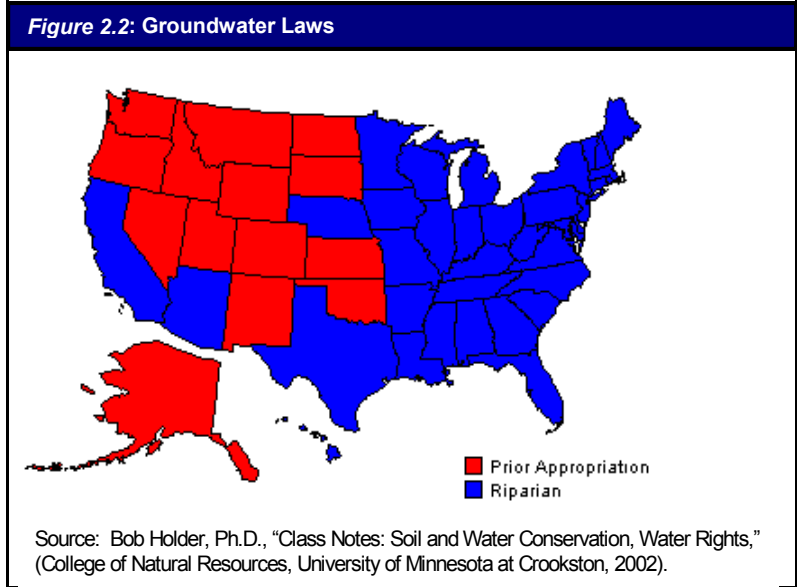 Figure 2.2: Groundwater Laws
Prior Appropriation
Riparian
Source: Bob Holder, Ph.D., “Class Notes: Soil and Water Conservation, Water Rights,”
(College of Natural Resources, University of Minnesota at Crookston, 2002).